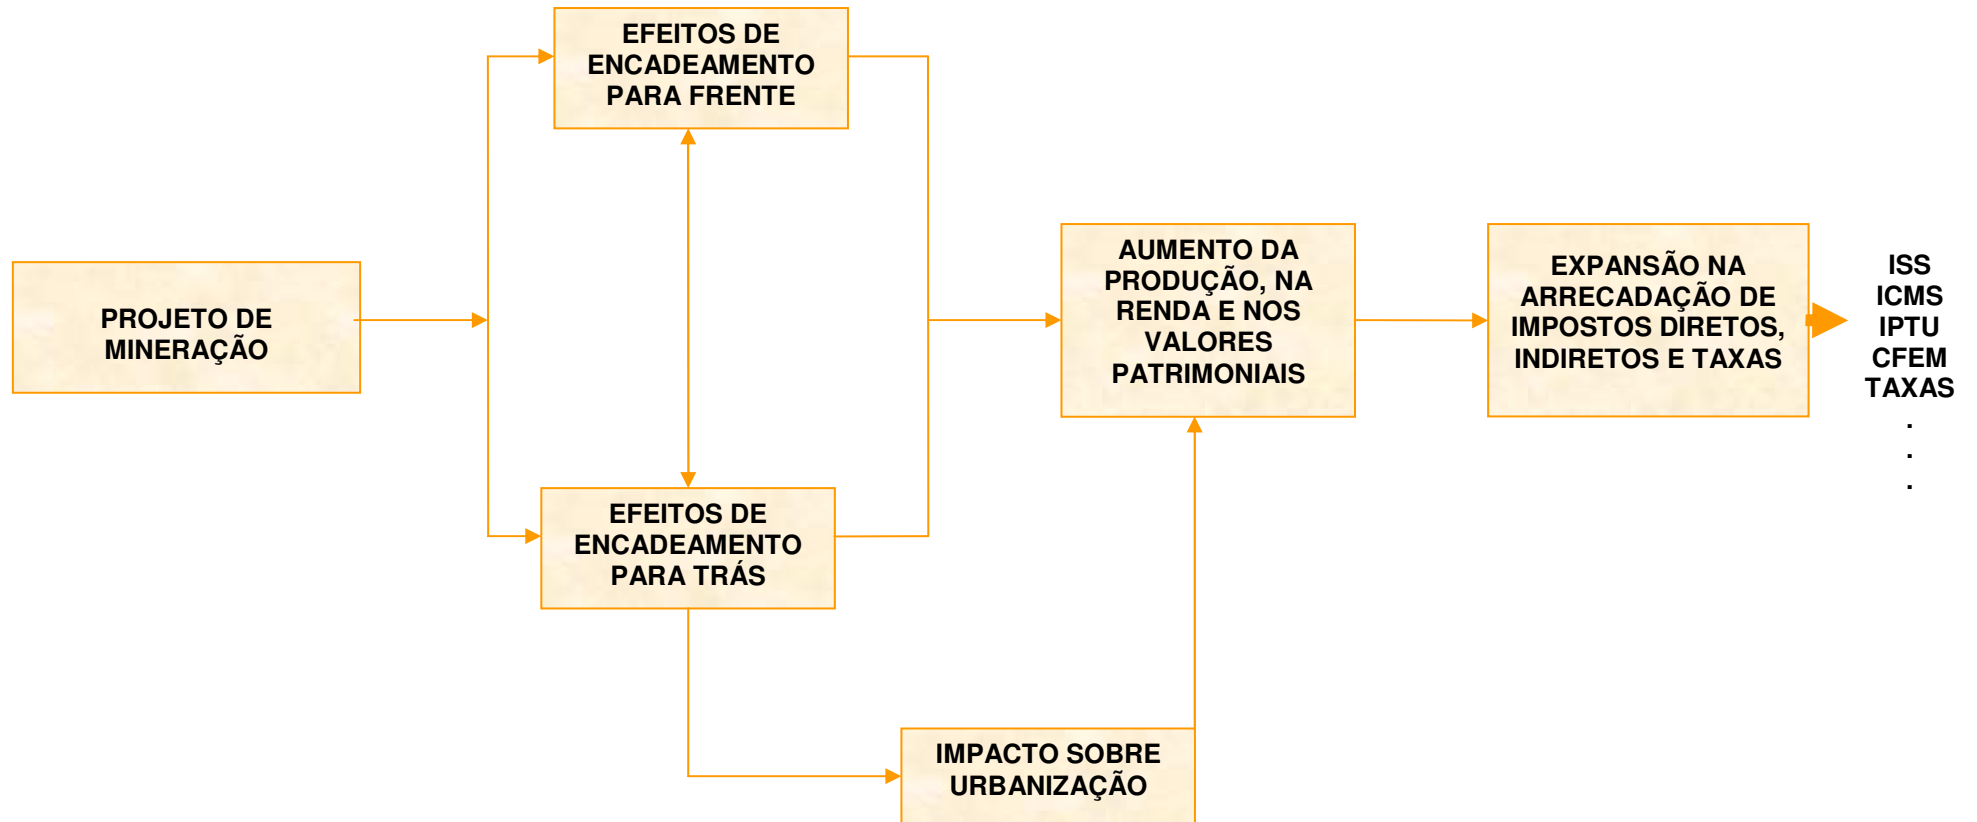 EFEITOS DE
ENCADEAMENTO
PARA FRENTE
PROJETO DE
MINERAÇÃO
AUMENTO DA
PRODUÇÃO, NA
RENDA E NOS
VALORES
PATRIMONIAIS
EXPANSÃO NA
ARRECADAÇÃO DE
IMPOSTOS DIRETOS,
INDIRETOS E TAXAS
ISS
ICMS
IPTU
CFEM
TAXAS
.
.
.
EFEITOS DE
ENCADEAMENTO
PARA TRÁS
IMPACTO SOBRE
URBANIZAÇÃO